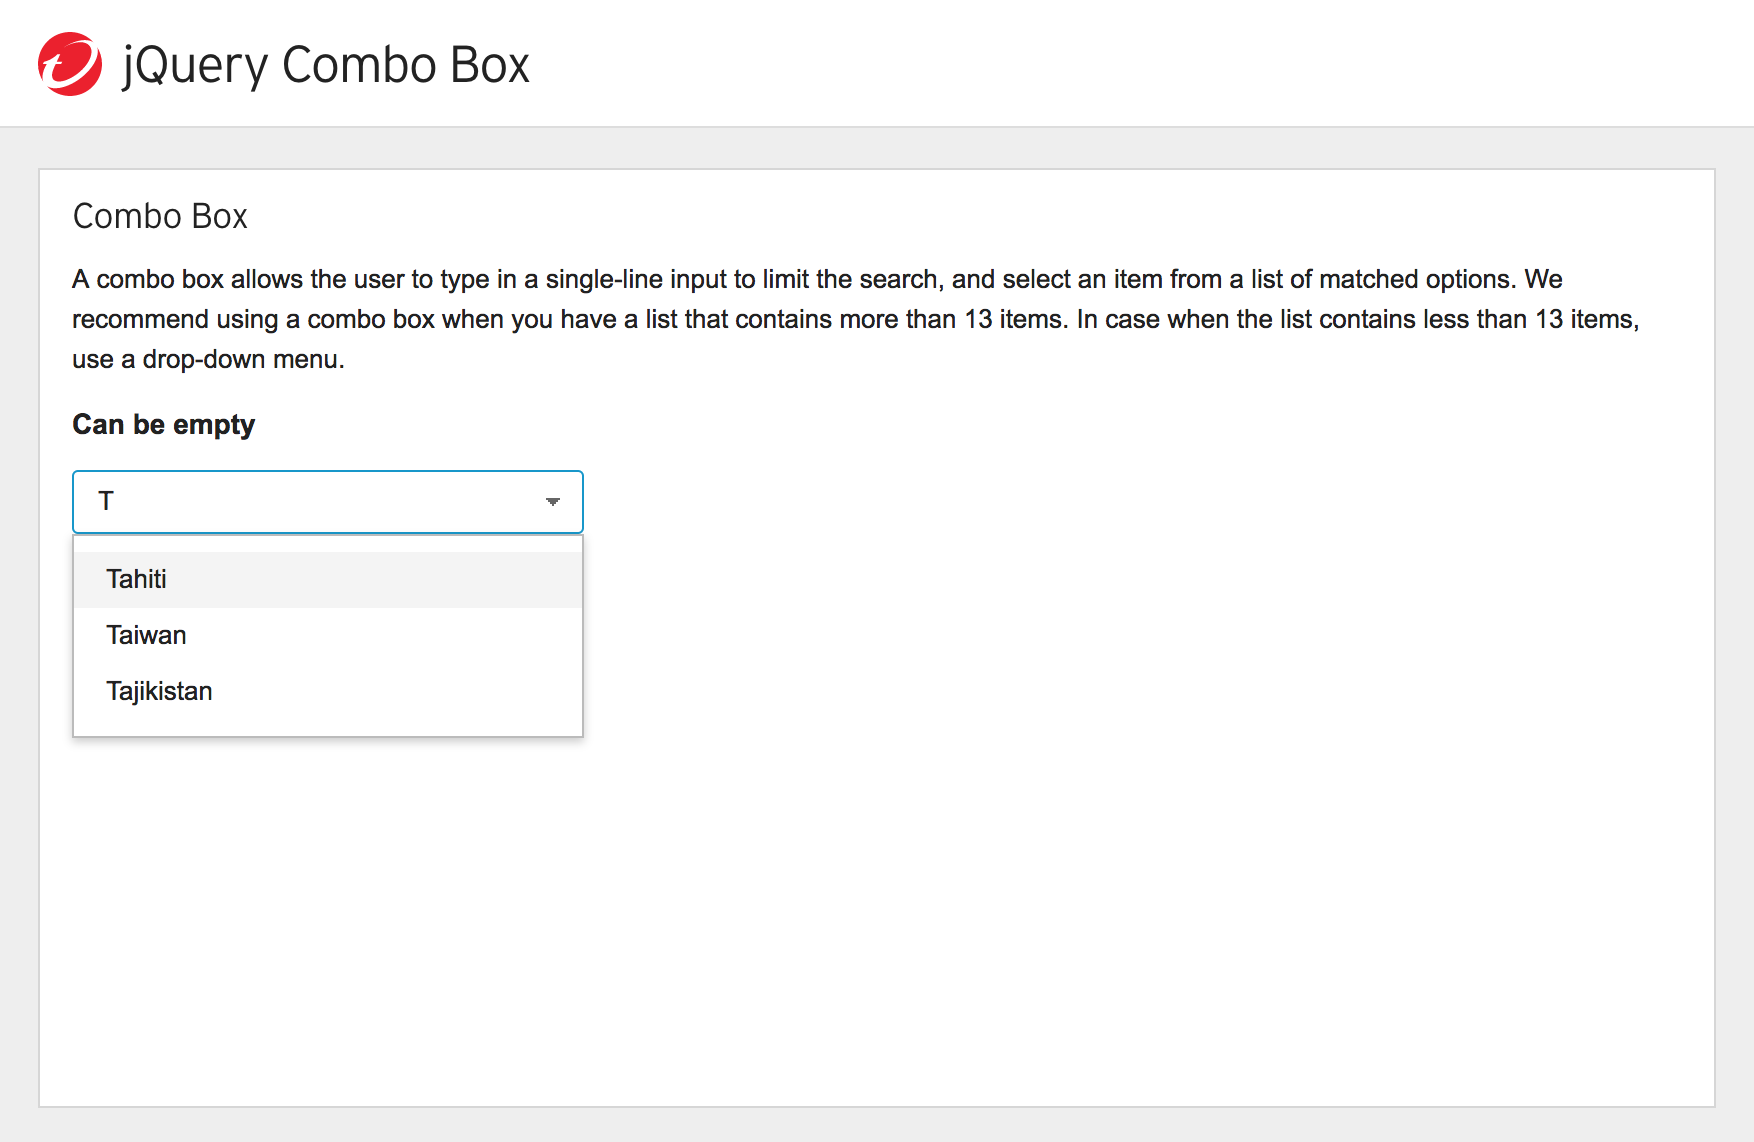 jQuery Combo Box
Combo Box
A combo box allows the user to type in a single-line input to limit the search, and select an item from a list of matched options. We
recommend using a combo box when you have a list that contains more than 13 items. In case when the list contains less than 13 items,
use a drop-down menu.
Can be empty
T
Tahiti
Taiwan
Tajikistan